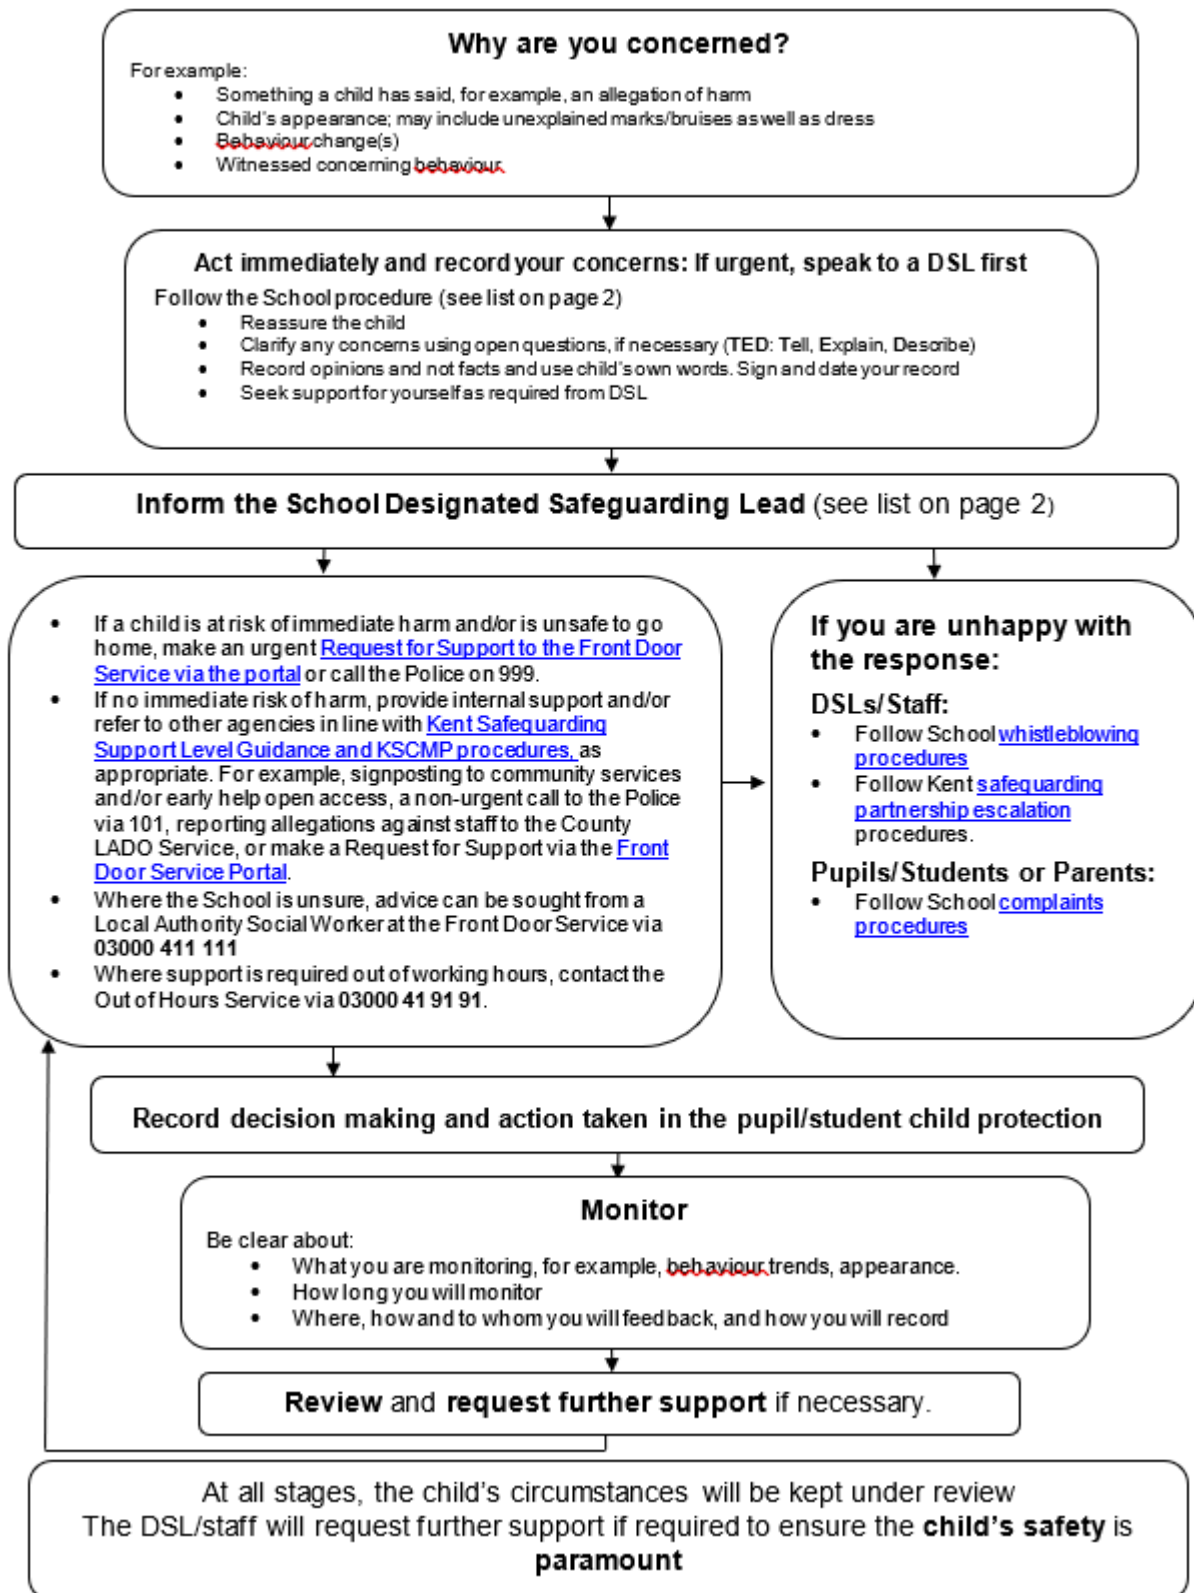 Why are you concerned?
For example:
• Something a child has said, for example, an allegation of harm
• Child's appearance; may include unexplained marks/bruises as well as dress
• Behaviour change(s)
• Witnessed concerning behaviour
Act immediately and record your concerns: If urgent, speak to a DSL first
Follow the School procedure (see list on page 2)
• Reassure the child
• Clarify any concerns using open questions, if necessary (TED: Tell, Explain, Describe)
• Record opinions and not facts and use child's own words. Sign and date your record
• Seek support for yourself as required from DSL
Inform the School Designated Safeguarding Lead (see list on page 2)
• If a child is at risk of immediate harm and/or is unsafe to go
home, make an urgent Request for Support to the Front Door
Service via the portal or call the Police on 999.
• If no immediate risk of harm, provide internal support and/or
refer to other agencies in line with Kent Safeguarding
Support Level Guidance and KSCMP procedures, as
appropriate. For example, signposting to community services
and/or early help open access, a non-urgent call to the Police
via 101, reporting allegations against staff to the County
LADO Service, or make a Request for Support via the Front
Door Service Portal.
• Where the School is unsure, advice can be sought from a
Local Authority Social Worker at the Front Door Service via
03000 411 111
• Where support is required out of working hours, contact the
Out of Hours Service via 03000 41 91 91.
If you are unhappy with
the response:
DSLs/Staff:
• Follow School whistleblowing
procedures
• Follow Kent safeguarding
partnership escalation
procedures.
Pupils/Students or Parents:
• Follow School complaints
procedures
Record decision making and action taken in the pupil/student child protection
Monitor
Be clear about:
• What you are monitoring, for example, behaviour trends, appearance.
• How long you will monitor
• Where, how and to whom you will feedback, and how you will record
Review and request further support if necessary.
At all stages, the child's circumstances will be kept under review
The DSL/staff will request further support if required to ensure the child's safety is
paramount